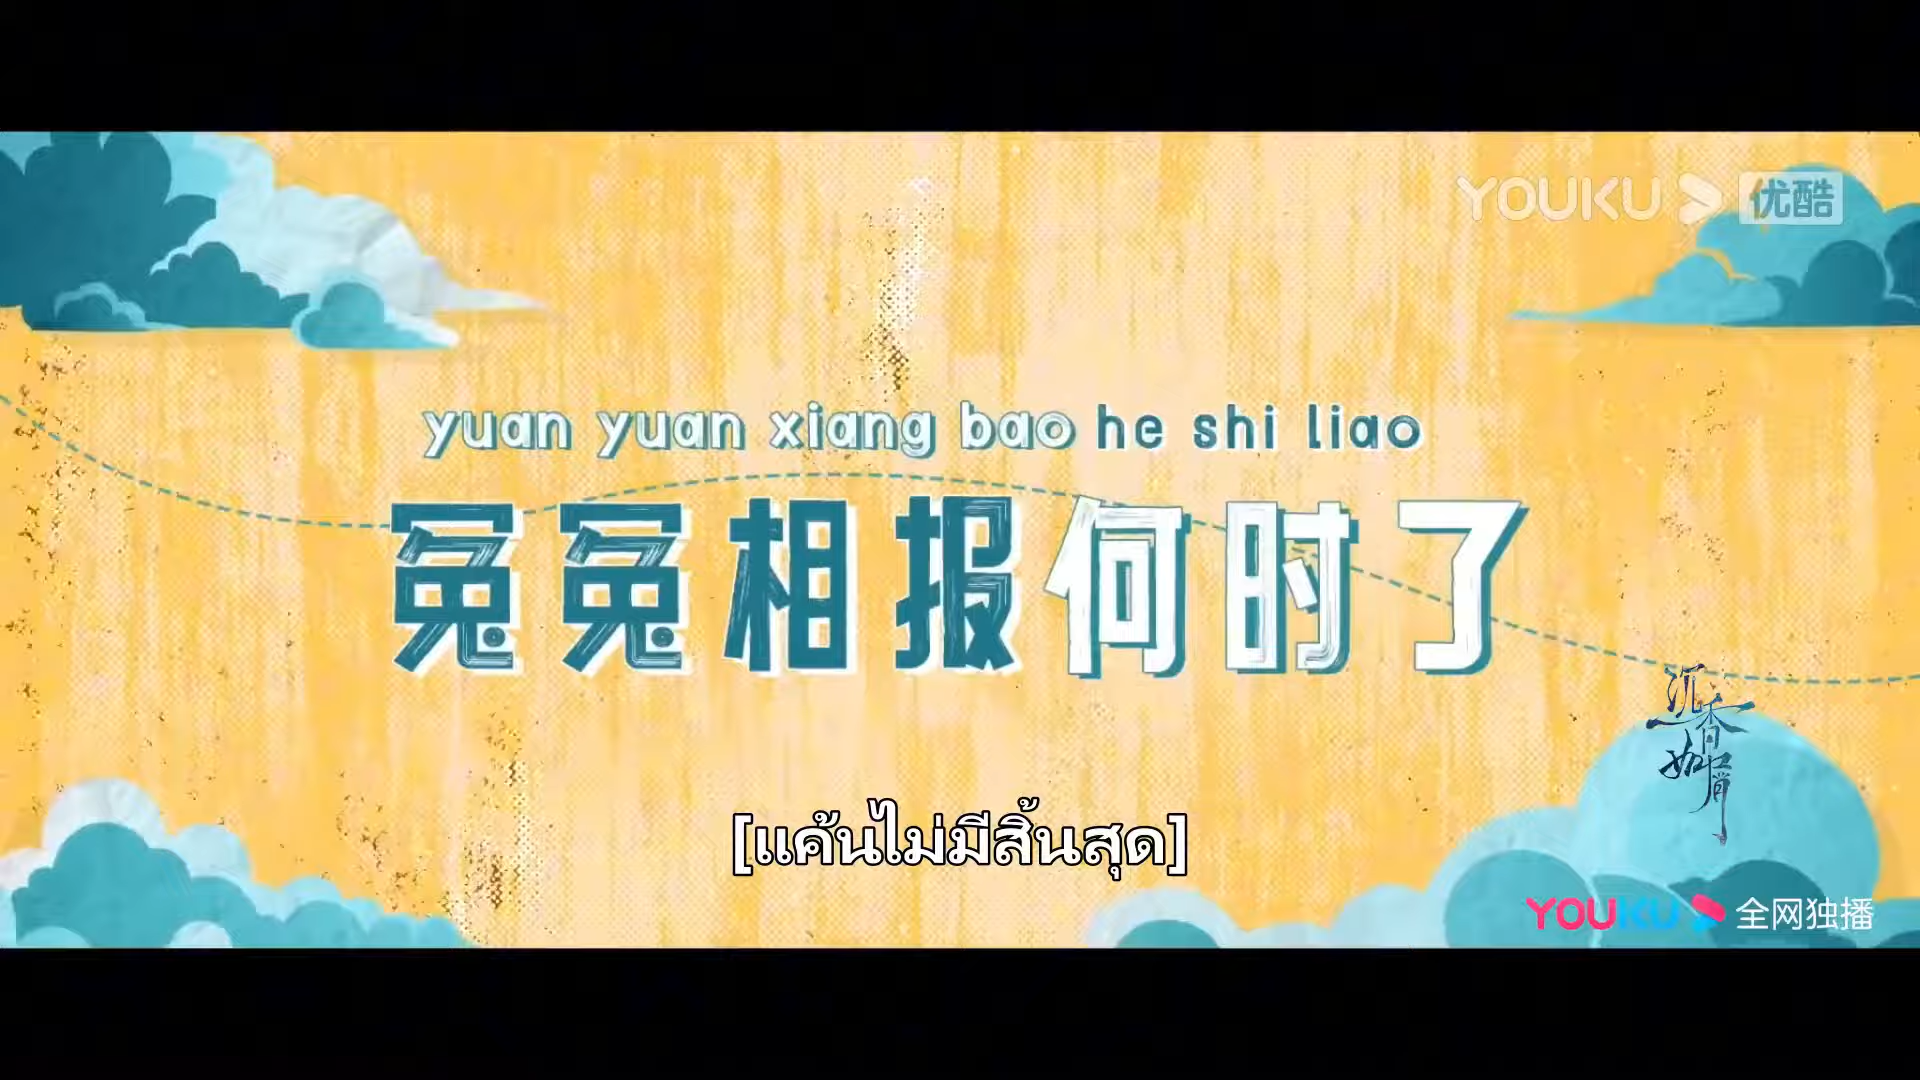 YOUKU 优酷
yuan yuan xiang bao he shi liao
冤冤相报何时了
沉香如屑
[แค้นไม่มีสิ้นสุด]
YOUKU 全网独播